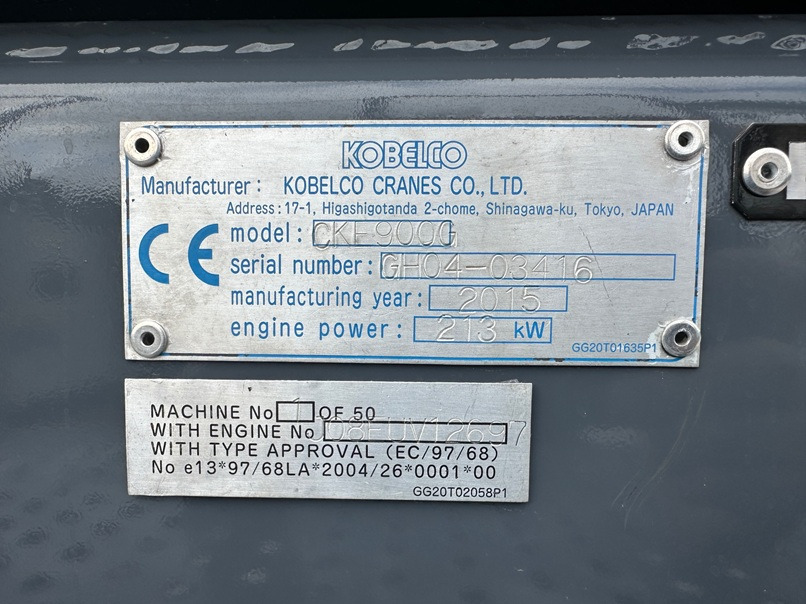 KOBELCO
Manufacturer: KOBELCO CRANES CO., LTD.
Address: 17-1, Higashigotanda 2-chome, Shinagawa-ku, Tokyo, JAPAN
CE
model: CKE900G
serial number: GH04-03416
manufacturing year: 2015
engine power: 213 kW
GG20T01635P1
MACHINE No 1 OF 50
WITH ENGINE No J08EUV12697
WITH TYPE APPROVAL (EC/97/68)
No e13*97/68LA*2004/26*0001*00
GG20T02058P1